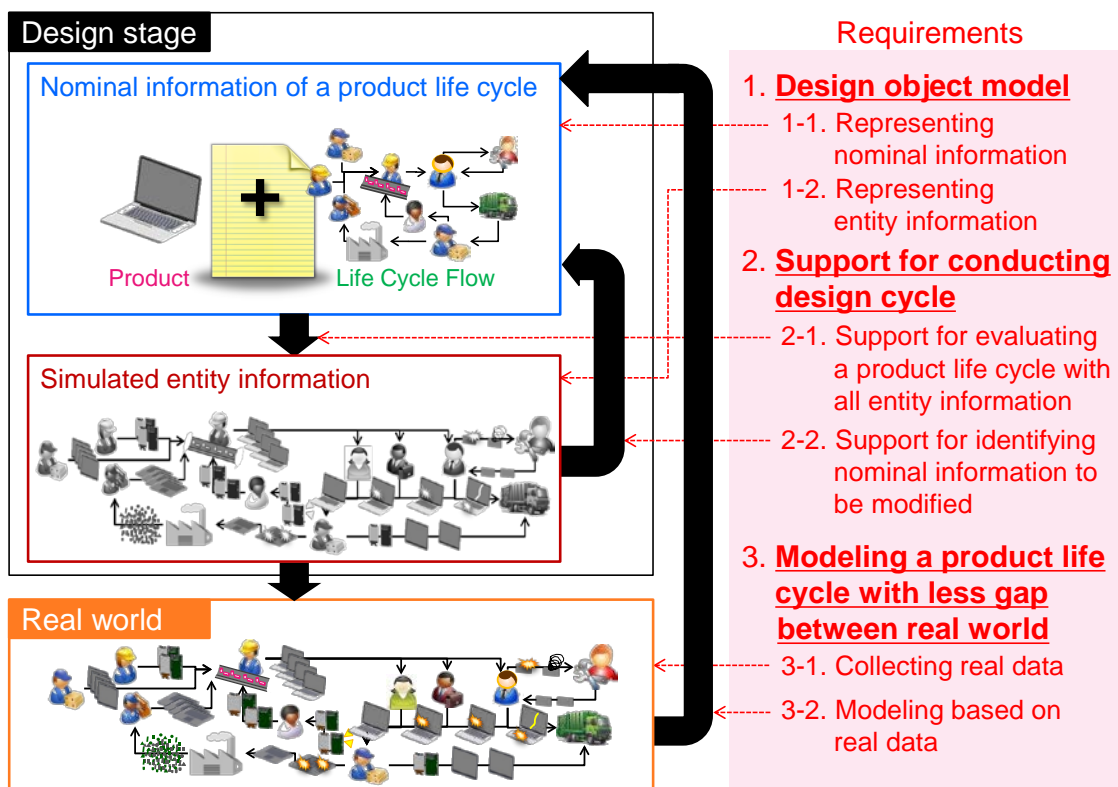 Design stage
Nominal information of a product life cycle
+
Product
Life Cycle Flow
Simulated entity information
Real world
Requirements
1. Design object model
1-1. Representing
nominal information
1-2. Representing
entity information
2. Support for conducting
design cycle
2-1. Support for evaluating
a product life cycle with
all entity information
2-2. Support for identifying
nominal information to
be modified
3. Modeling a product life
cycle with less gap
between real world
3-1. Collecting real data
3-2. Modeling based on
real data